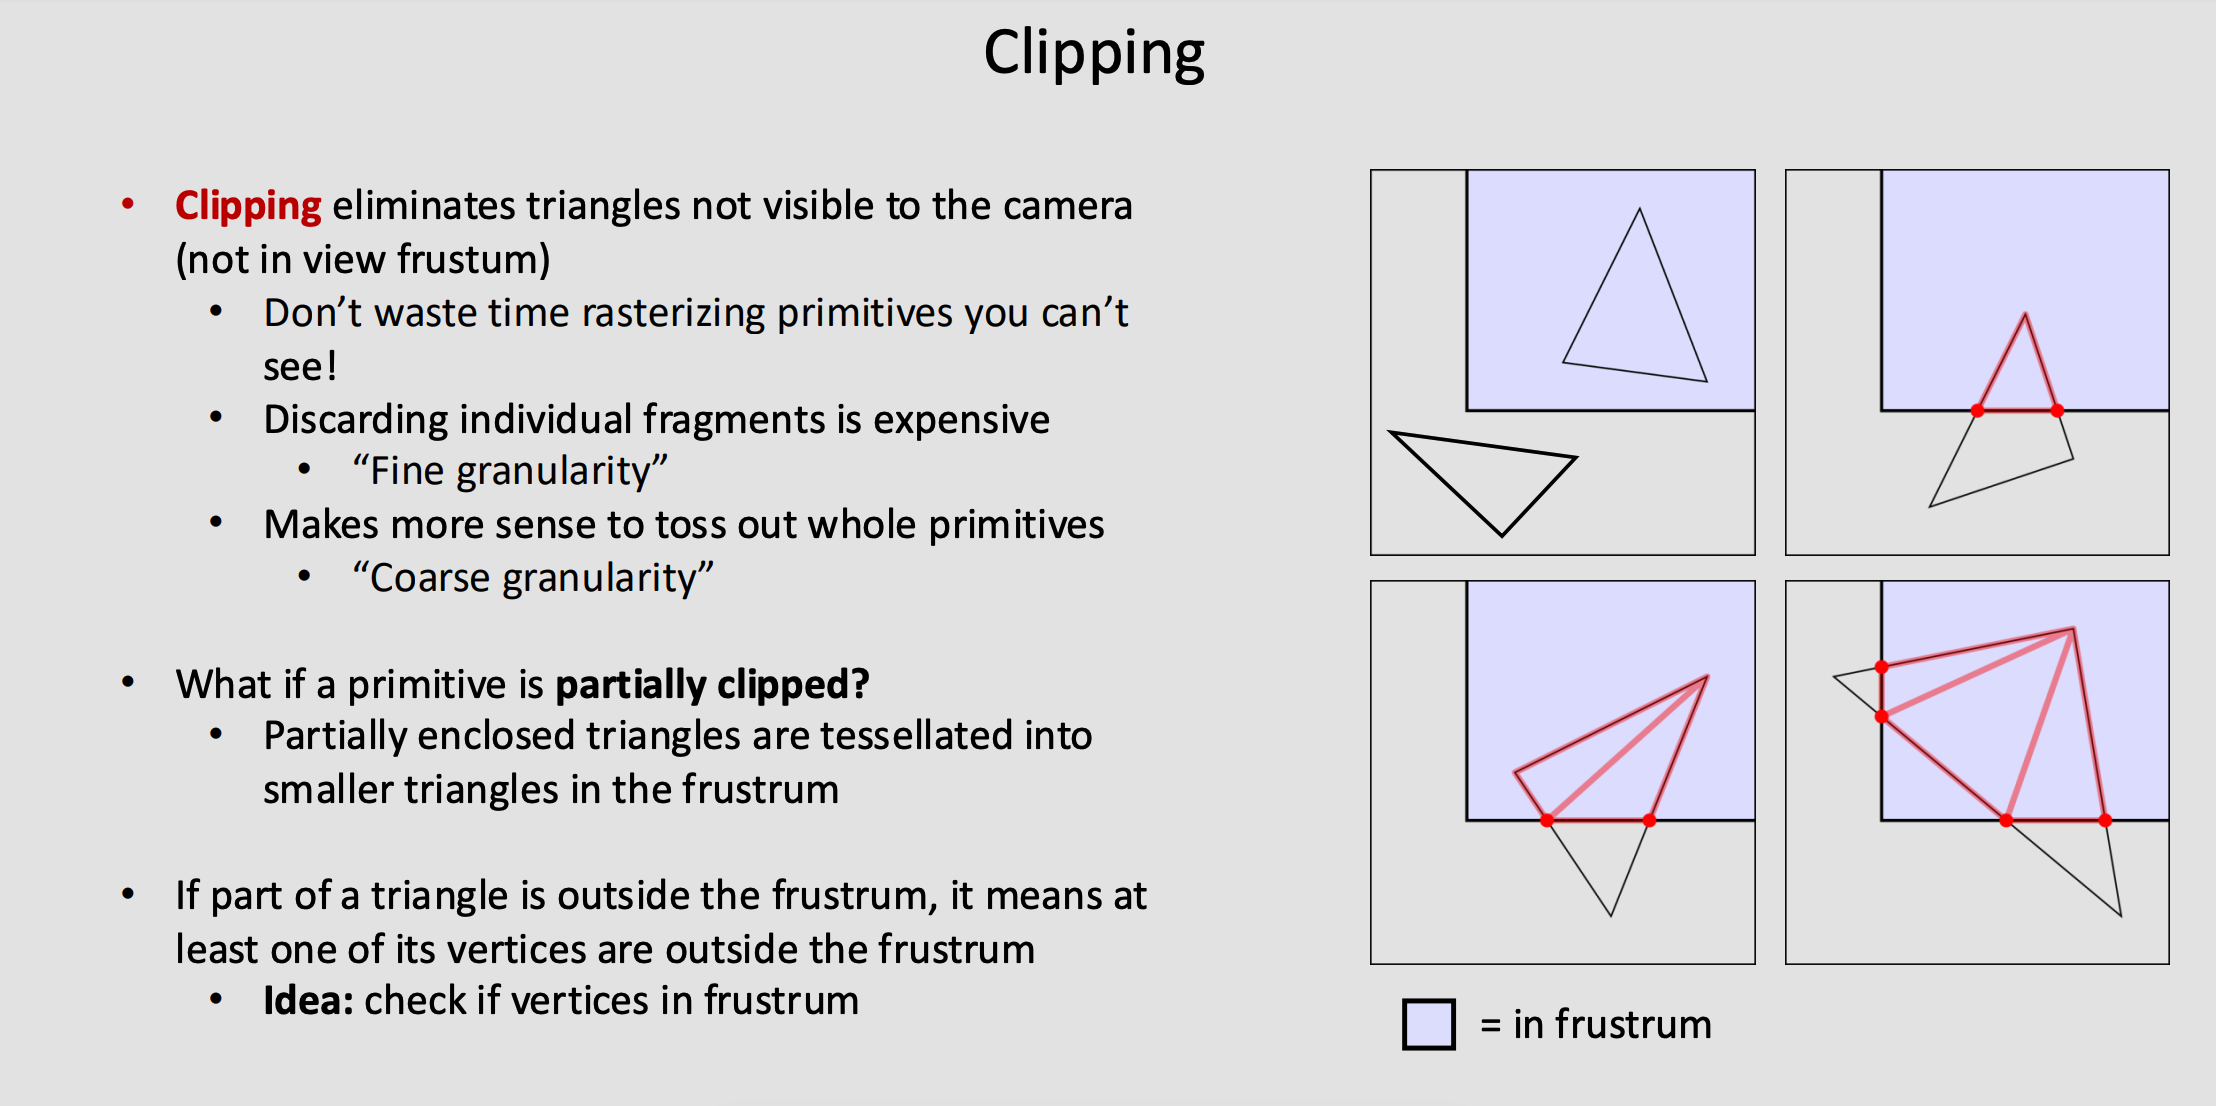 Clipping
• Clipping eliminates triangles not visible to the camera
(not in view frustum)
• Don’t waste time rasterizing primitives you can’t
see!
• Discarding individual fragments is expensive
• “Fine granularity”
• Makes more sense to toss out whole primitives
• “Coarse granularity”
• What if a primitive is partially clipped?
• Partially enclosed triangles are tessellated into
smaller triangles in the frustrum
• If part of a triangle is outside the frustrum, it means at
least one of its vertices are outside the frustrum
• Idea: check if vertices in frustrum
= in frustrum